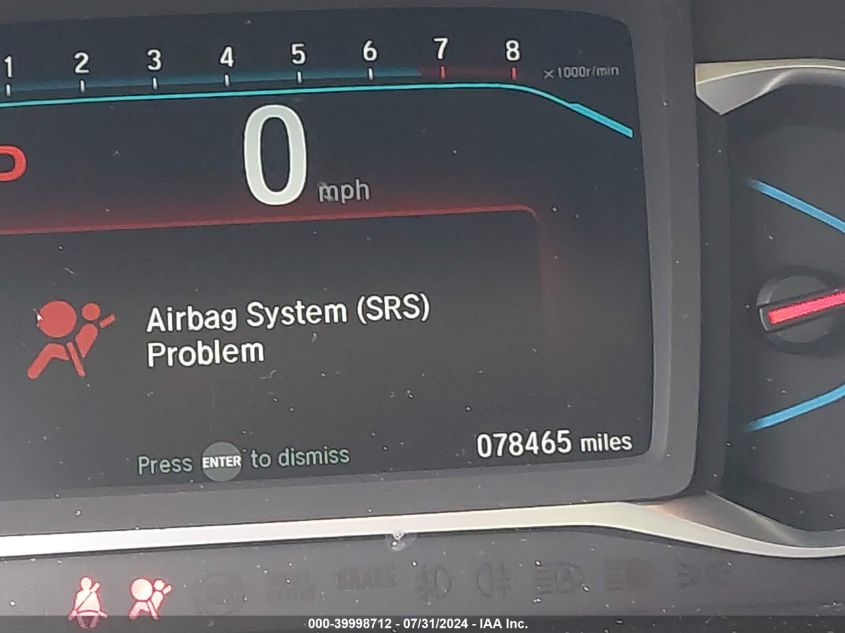 1 2 3 4 5 6 7 8 ×1000r/min
0 mph
Airbag System (SRS)
Problem
Press ENTER to dismiss
078465 miles
BRAKE
000-39998712 - 07/31/2024 - IAA Inc.